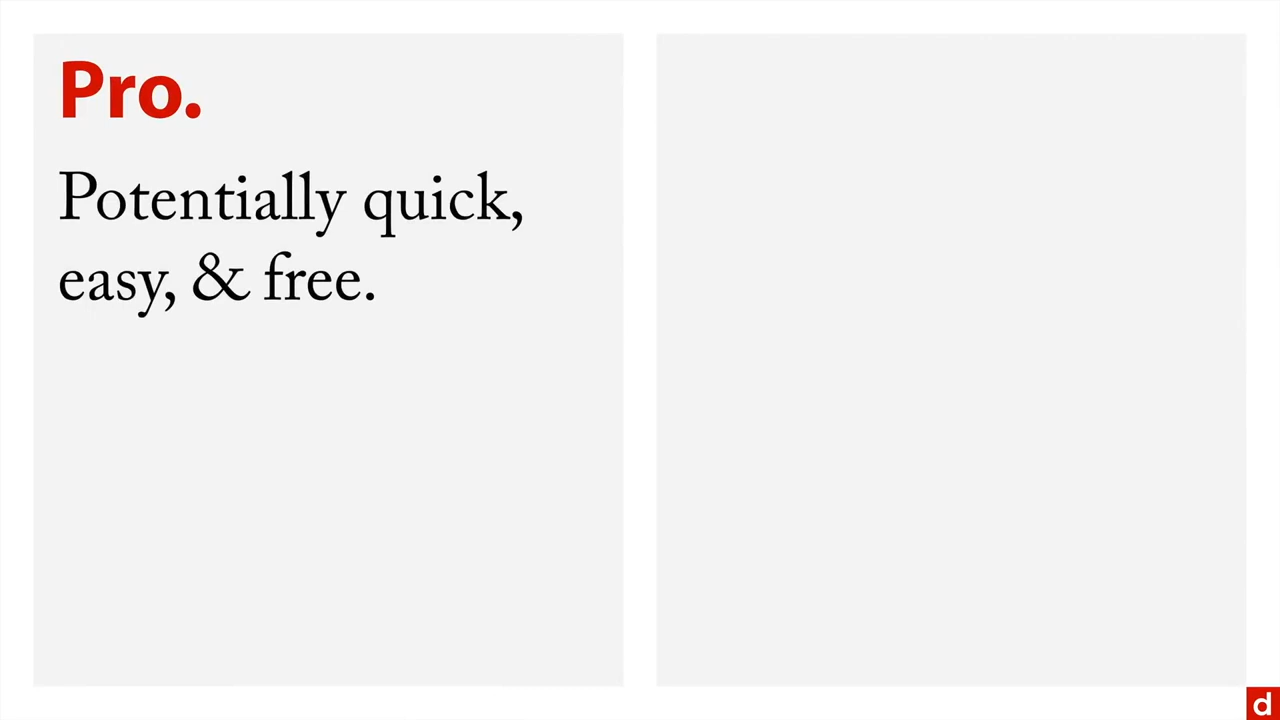 Pro.
Potentially quick,
easy, & free.
d